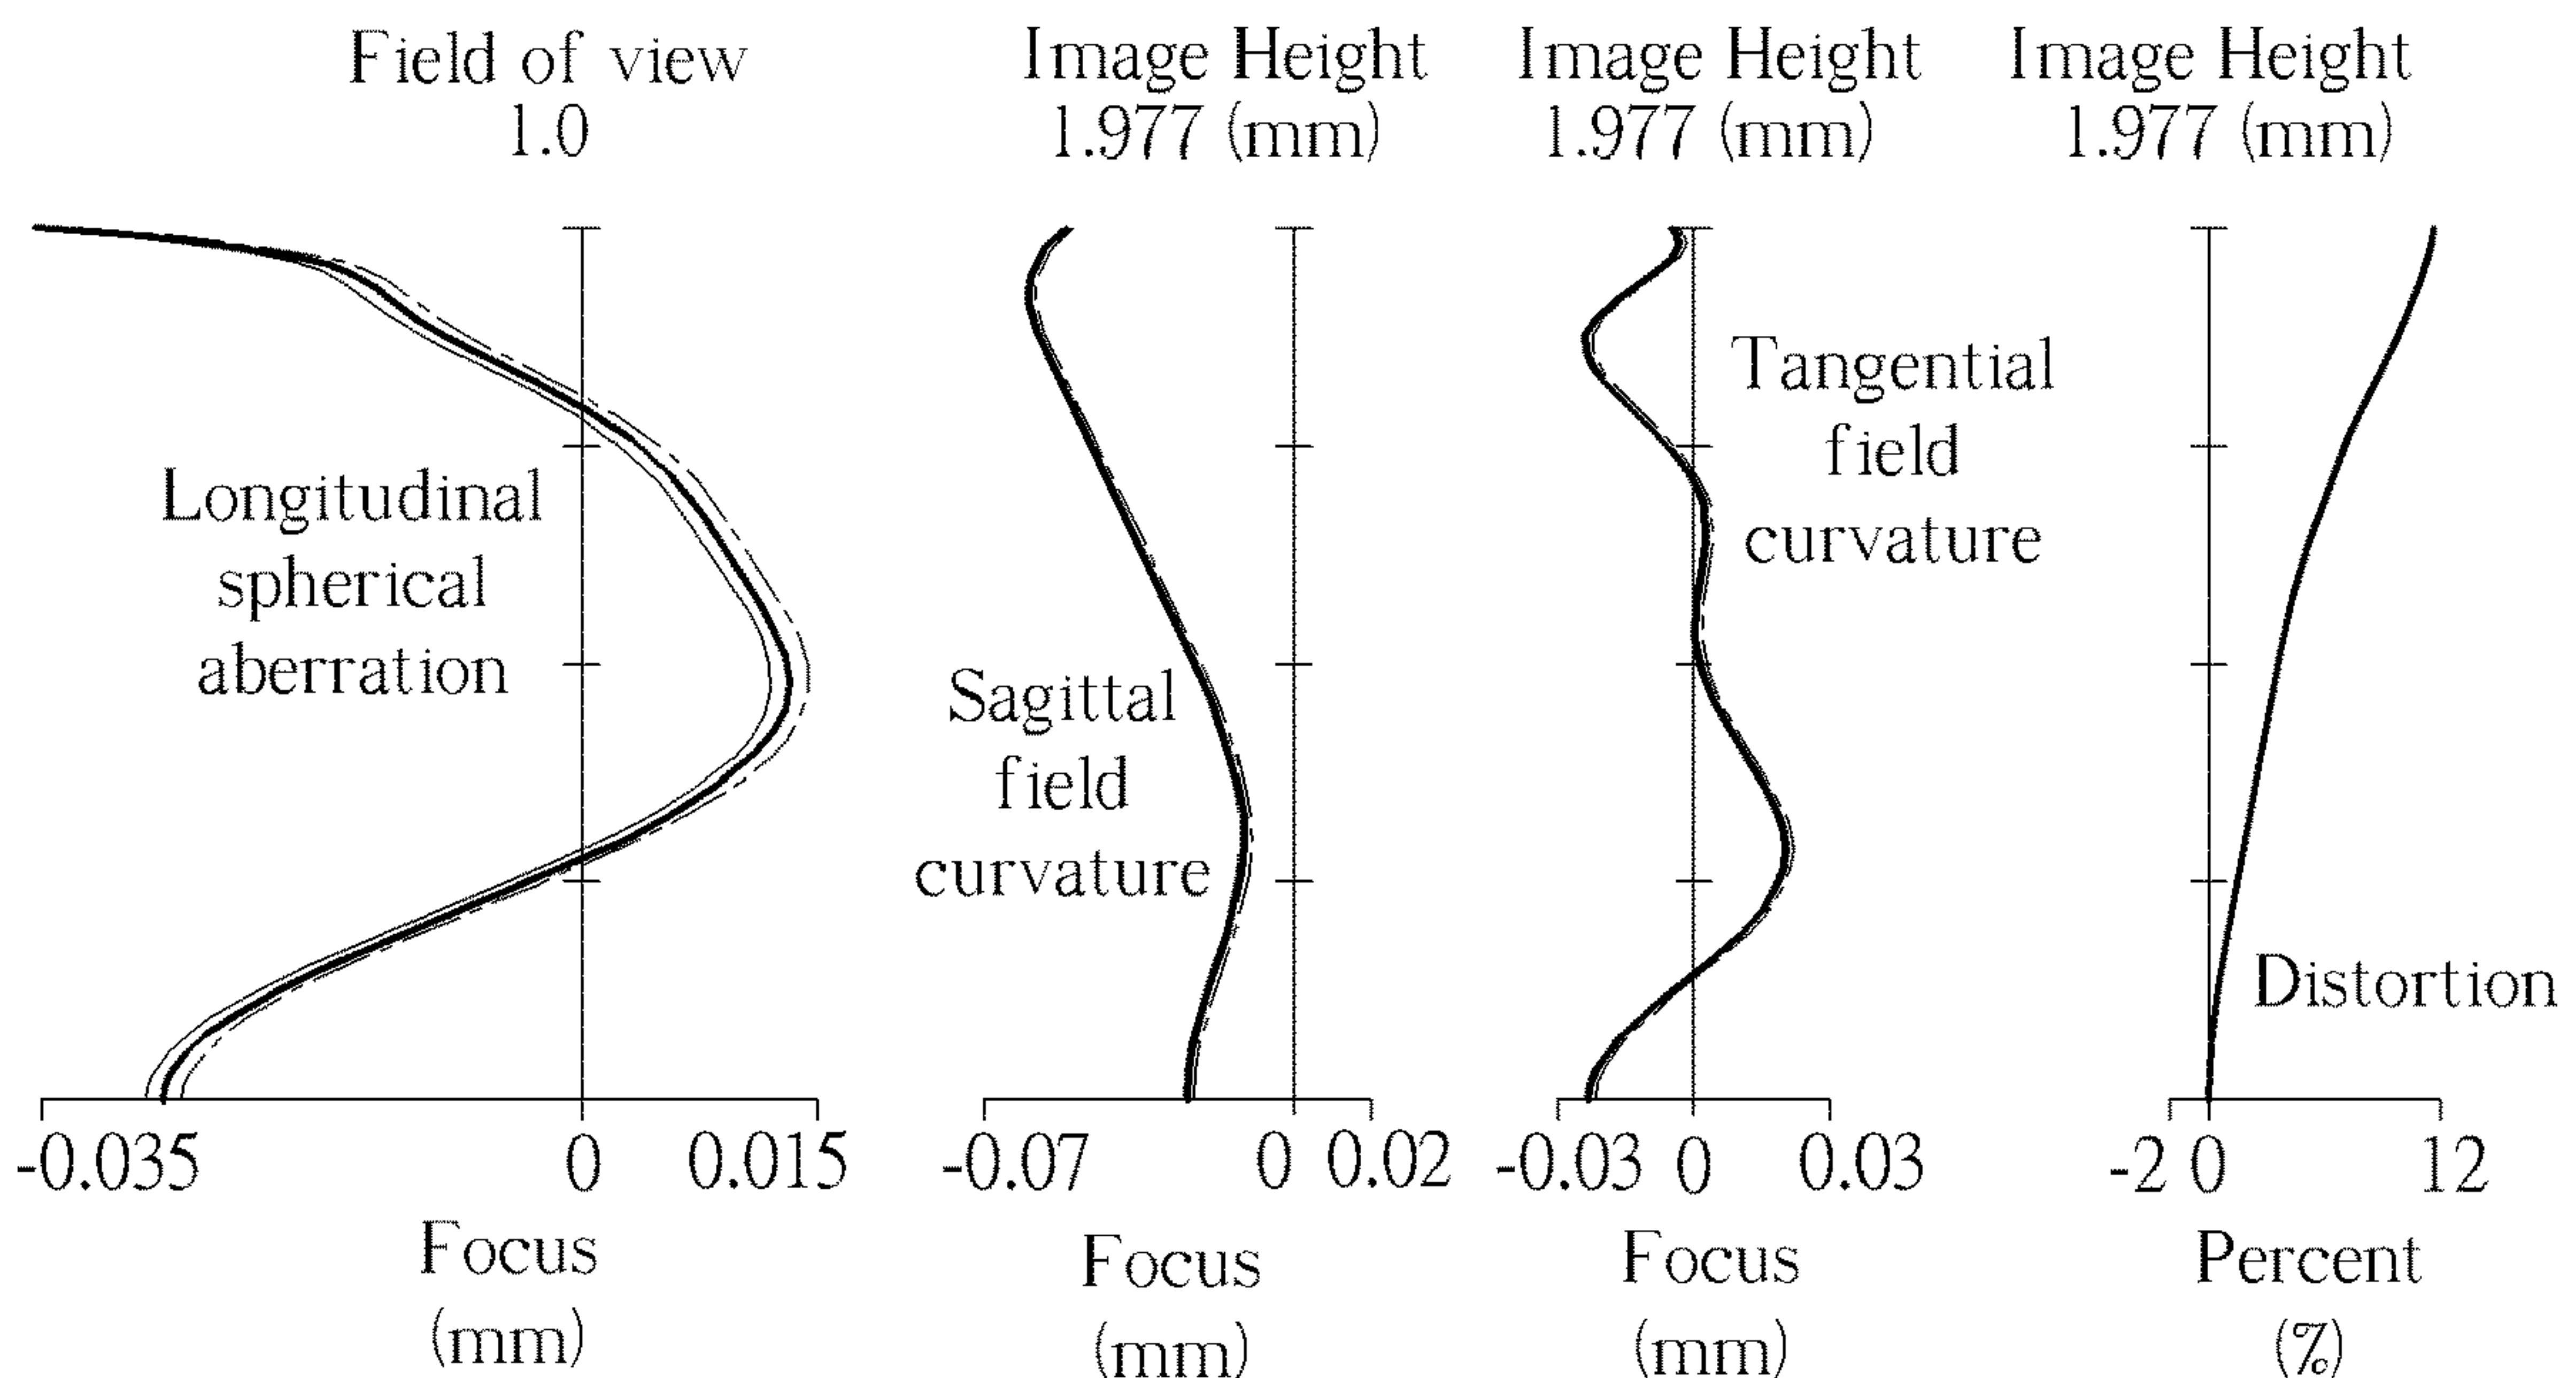 Field of view
1.0
Longitudinal
spherical
aberration
-0.035
0
0.015
Focus
(mm)
Image Height
1.977 (mm)
Sagittal
field
curvature
-0.07
0
0.02
Focus
(mm)
Image Height
1.977 (mm)
Tangential
field
curvature
-0.03
0
0.03
Focus
(mm)
Image Height
1.977 (mm)
Distortion
-2
0
12
Percent
(%)